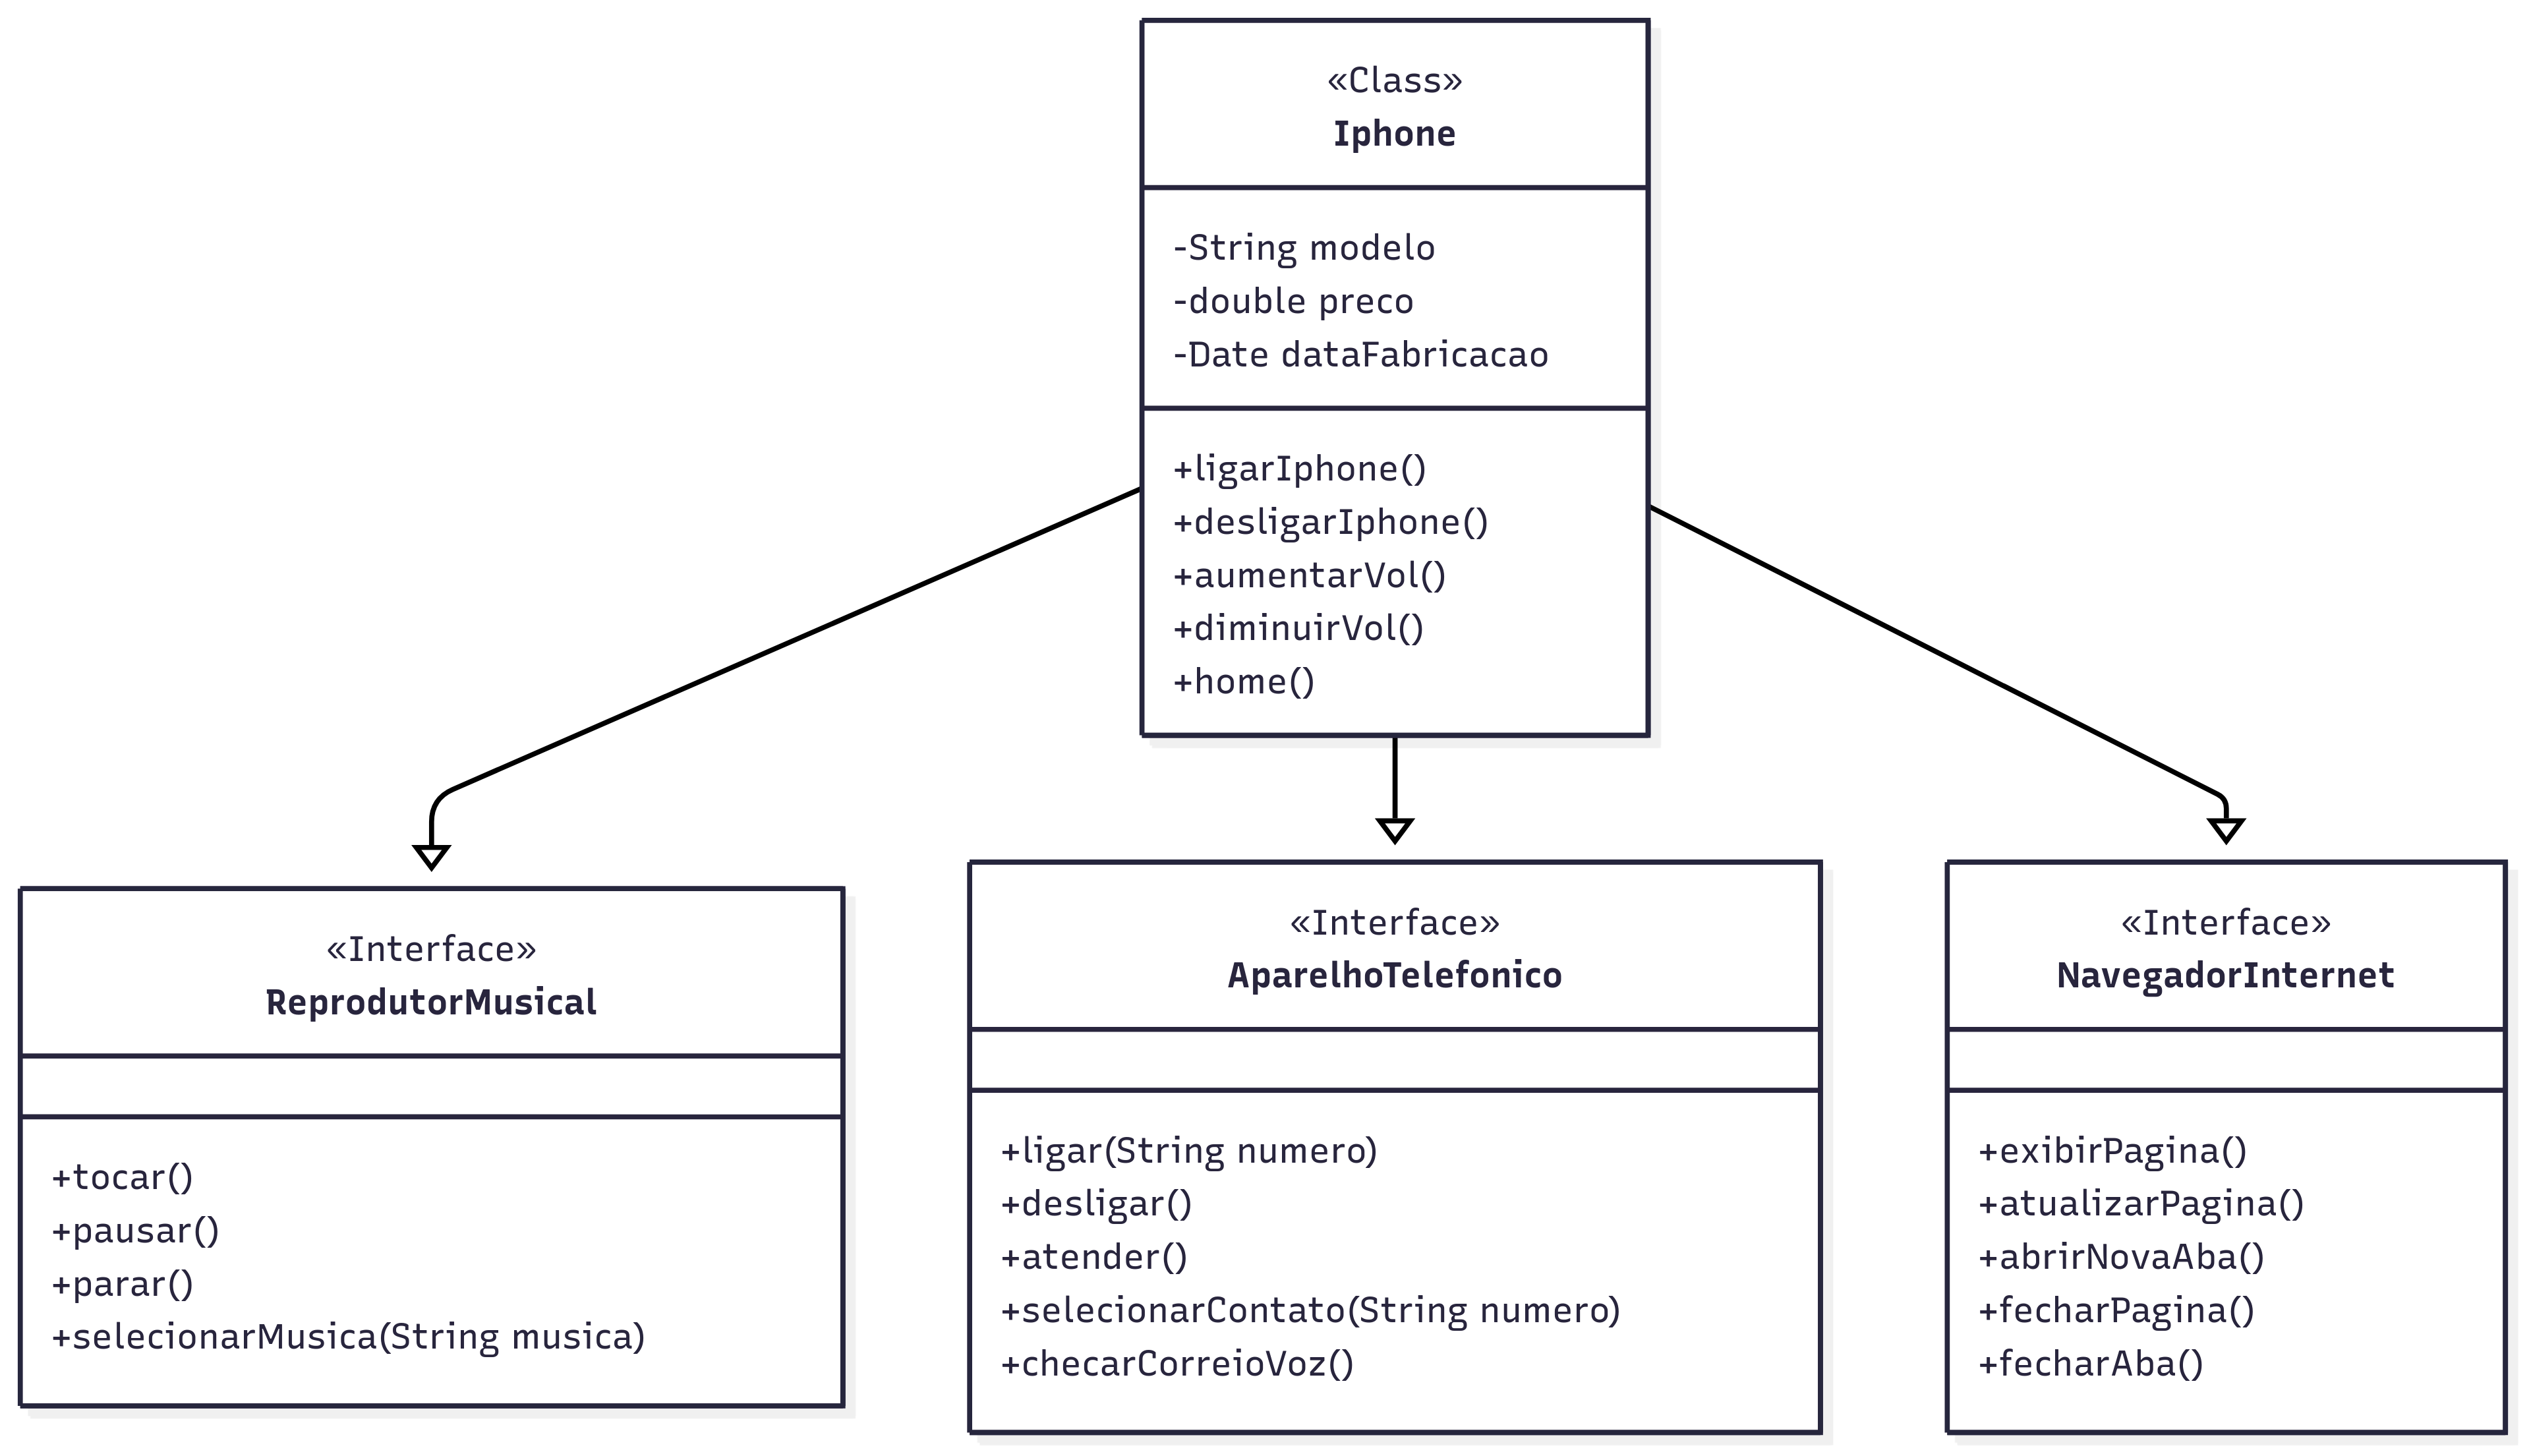 «Class»
Iphone
-String modelo
-double preco
-Date dataFabricacao
+ligarIphone()
+desligarIphone()
+aumentarVol()
+diminuirVol()
+home()
«Interface»
ReprodutorMusical
+tocar()
+pausar()
+parar()
+selecionarMusica(String musica)
«Interface»
AparelhoTelefonico
+ligar(String numero)
+desligar()
+atender()
+selecionarContato(String numero)
+checarCorreioVoz()
«Interface»
NavegadorInternet
+exibirPagina()
+atualizarPagina()
+abrirNovaAba()
+fecharPagina()
+fecharAba()